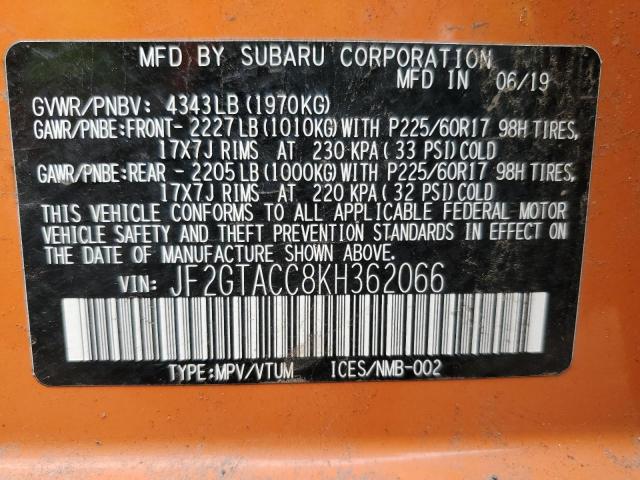 MFD BY SUBARU CORPORATION
MFD IN 06/19
GVWR/PNBV: 4343LB (1970KG)
GAWR/PNBE:FRONT-2227LB(1010KG)WITH P225/60R17 98H TIRES,
17X7J RIMS AT 230 KPA(33 PSI)COLD
GAWR/PNBE:REAR -2205LB(1000KG)WITH P225/60R17 98H TIRES,
17X7J RIMS AT 220 KPA(32 PSI)COLD
THIS VEHICLE CONFORMS TO ALL APPLICABLE FEDERAL MOTOR
VEHICLE SAFETY AND THEFT PREVENTION STANDARDS IN EFFECT
ON THE DATE OF MANUFACTURE SHOWN ABOVE.
VIN: JF2GTACC8KH362066
TYPE:MPV/VTUM ICES/NMB-002